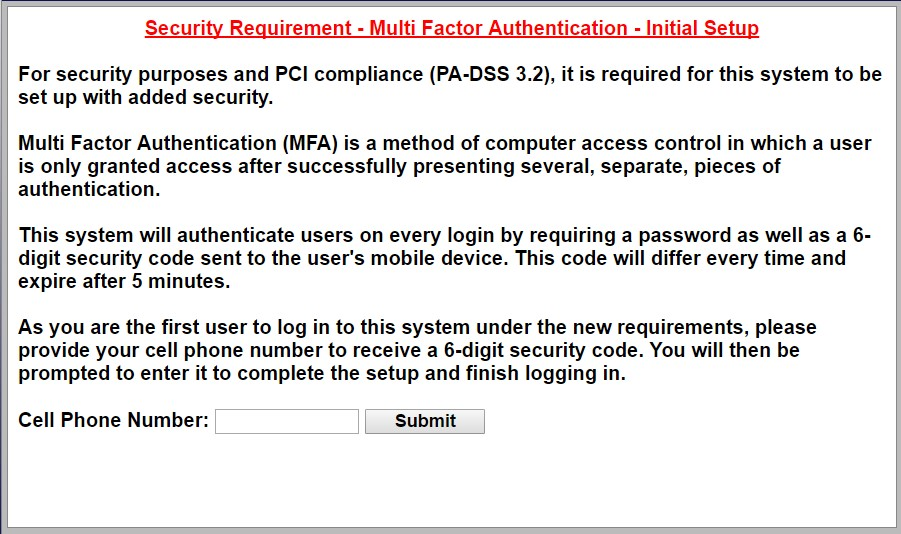 Security Requirement - Multi Factor Authentication - Initial Setup
For security purposes and PCI compliance (PA-DSS 3.2), it is required for this system to be
set up with added security.
Multi Factor Authentication (MFA) is a method of computer access control in which a user
is only granted access after successfully presenting several, separate, pieces of
authentication.
This system will authenticate users on every login by requiring a password as well as a 6-
digit security code sent to the user's mobile device. This code will differ every time and
expire after 5 minutes.
As you are the first user to log in to this system under the new requirements, please
provide your cell phone number to receive a 6-digit security code. You will then be
prompted to enter it to complete the setup and finish logging in.
Cell Phone Number: Submit